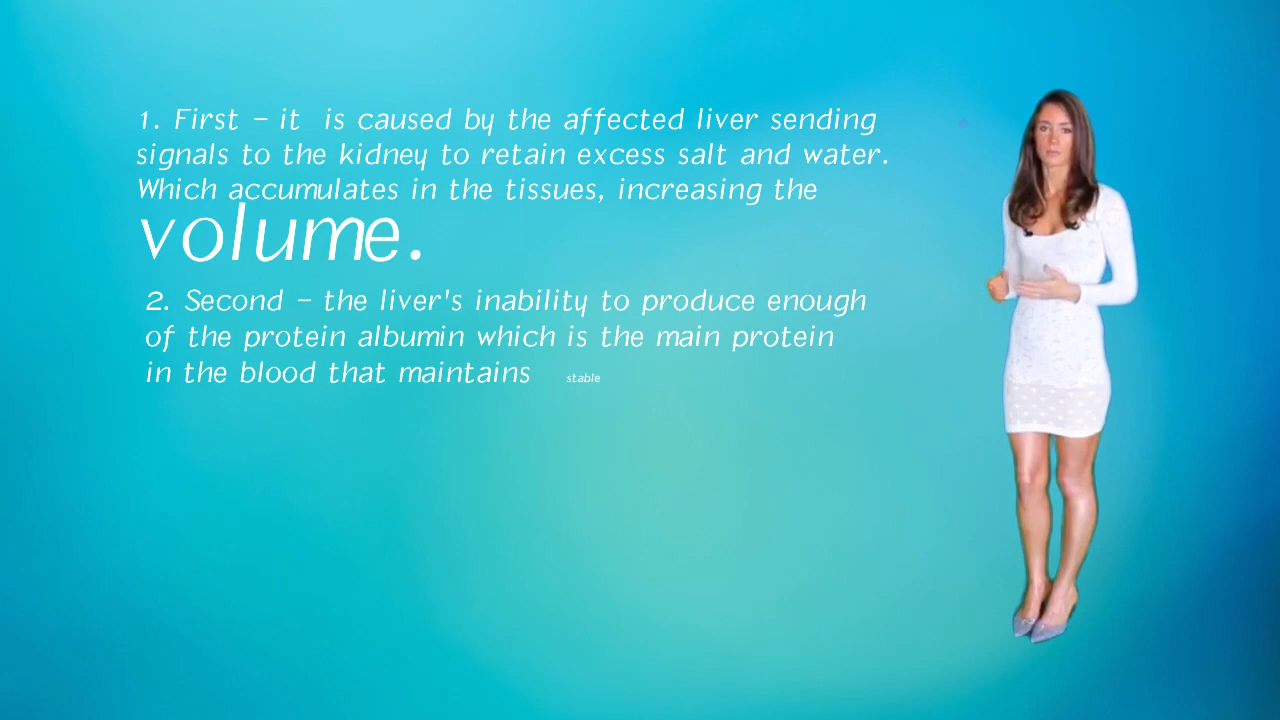 1. First - it is caused by the affected liver sending
signals to the kidney to retain excess salt and water.
Which accumulates in the tissues, increasing the
volume.
2. Second - the liver's inability to produce enough
of the protein albumin which is the main protein
in the blood that maintains stable